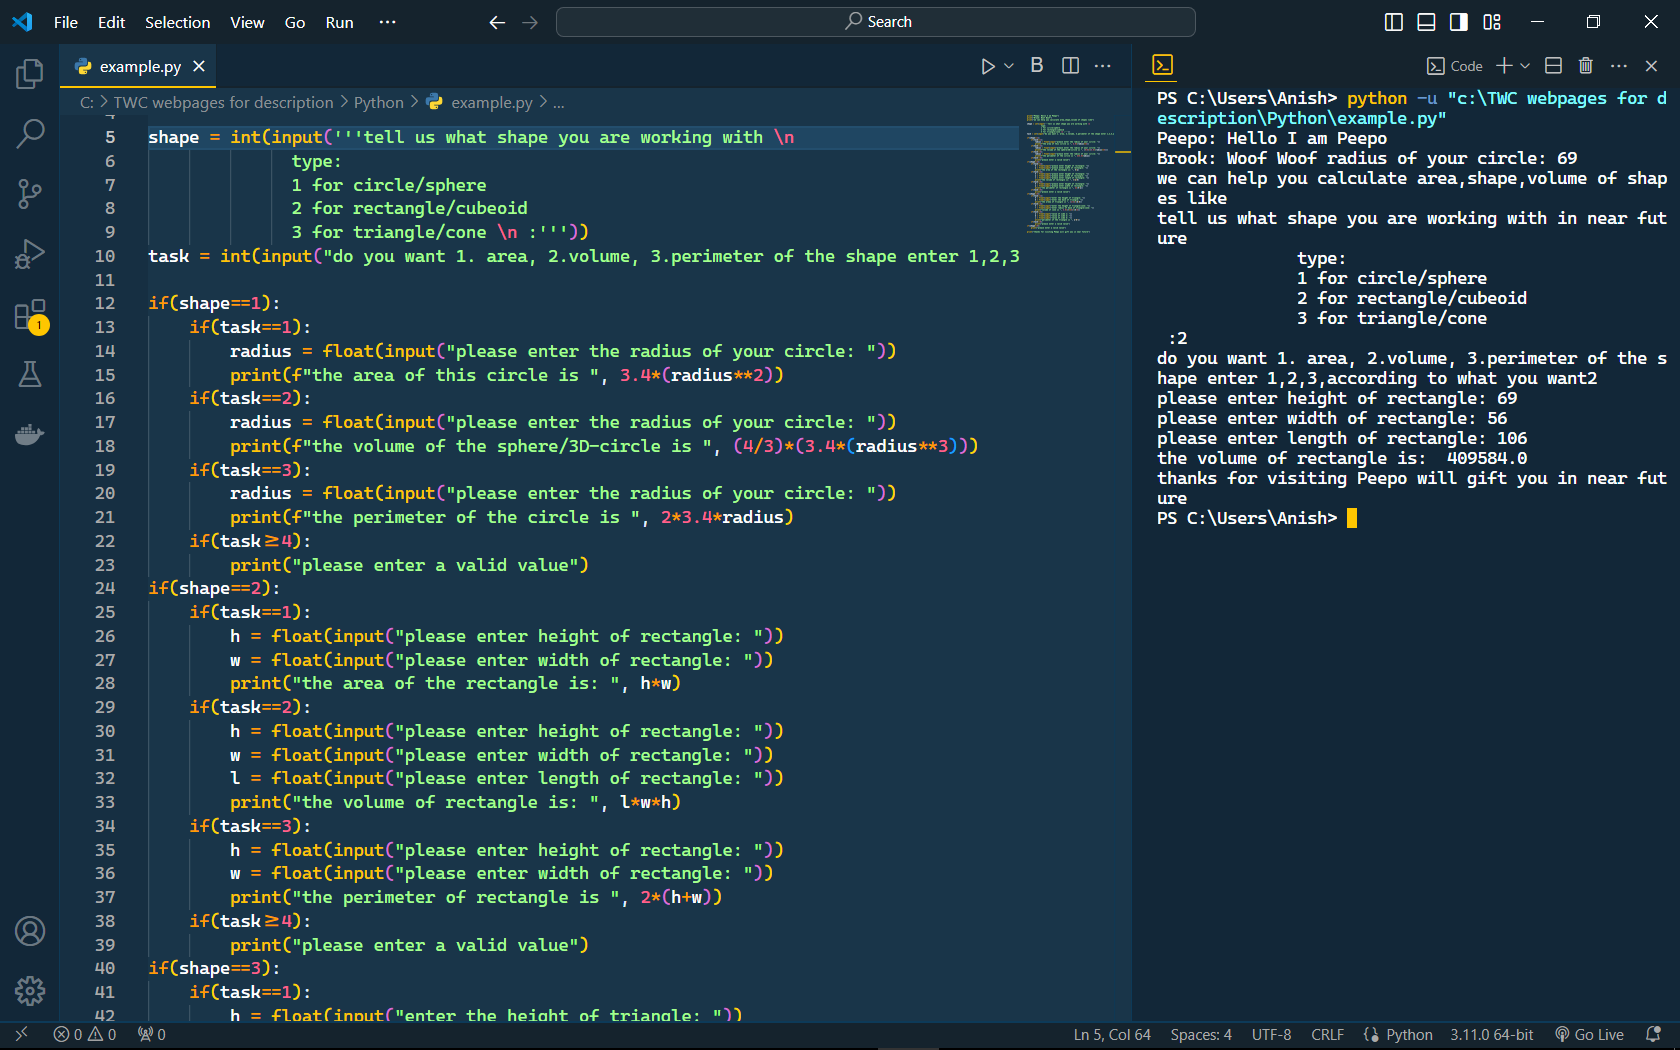 File Edit Selection View Go Run ···
Search
example.py
C: > TWC webpages for description > Python > example.py > ...
4
5 shape = int(input('''tell us what shape you are working with \n
6 type:
7 1 for circle/sphere
8 2 for rectangle/cubeoid
9 3 for triangle/cone \n :'''))
10 task = int(input("do you want 1. area, 2.volume, 3.perimeter of the shape enter 1,2,3
11
12 if(shape==1):
13 if(task==1):
14 radius = float(input("please enter the radius of your circle: "))
15 print(f"the area of this circle is ", 3.4*(radius**2))
16 if(task==2):
17 radius = float(input("please enter the radius of your circle: "))
18 print(f"the volume of the sphere/3D-circle is ", (4/3)*(3.4*(radius**3)))
19 if(task==3):
20 radius = float(input("please enter the radius of your circle: "))
21 print(f"the perimeter of the circle is ", 2*3.4*radius)
22 if(task≥4):
23 print("please enter a valid value")
24 if(shape==2):
25 if(task==1):
26 h = float(input("please enter height of rectangle: "))
27 w = float(input("please enter width of rectangle: "))
28 print("the area of the rectangle is: ", h*w)
29 if(task==2):
30 h = float(input("please enter height of rectangle: "))
31 w = float(input("please enter width of rectangle: "))
32 l = float(input("please enter length of rectangle: "))
33 print("the volume of rectangle is: ", l*w*h)
34 if(task==3):
35 h = float(input("please enter height of rectangle: "))
36 w = float(input("please enter width of rectangle: "))
37 print("the perimeter of rectangle is ", 2*(h+w))
38 if(task≥4):
39 print("please enter a valid value")
40 if(shape==3):
41 if(task==1):
42 h = float(input("enter the height of triangle: "))
Code
PS C:\Users\Anish> python -u "c:\TWC webpages for d
escription\Python\example.py"
Peepo: Hello I am Peepo
Brook: Woof Woof radius of your circle: 69
we can help you calculate area,shape,volume of shap
es like
tell us what shape you are working with in near fut
ure
type:
1 for circle/sphere
2 for rectangle/cubeoid
3 for triangle/cone
:2
do you want 1. area, 2.volume, 3.perimeter of the s
hape enter 1,2,3,according to what you want2
please enter height of rectangle: 69
please enter width of rectangle: 56
please enter length of rectangle: 106
the volume of rectangle is:  409584.0
thanks for visiting Peepo will gift you in near fut
ure
PS C:\Users\Anish>
1
0 0 0 Ln 5, Col 64 Spaces: 4 UTF-8 CRLF Python 3.11.0 64-bit Go Live